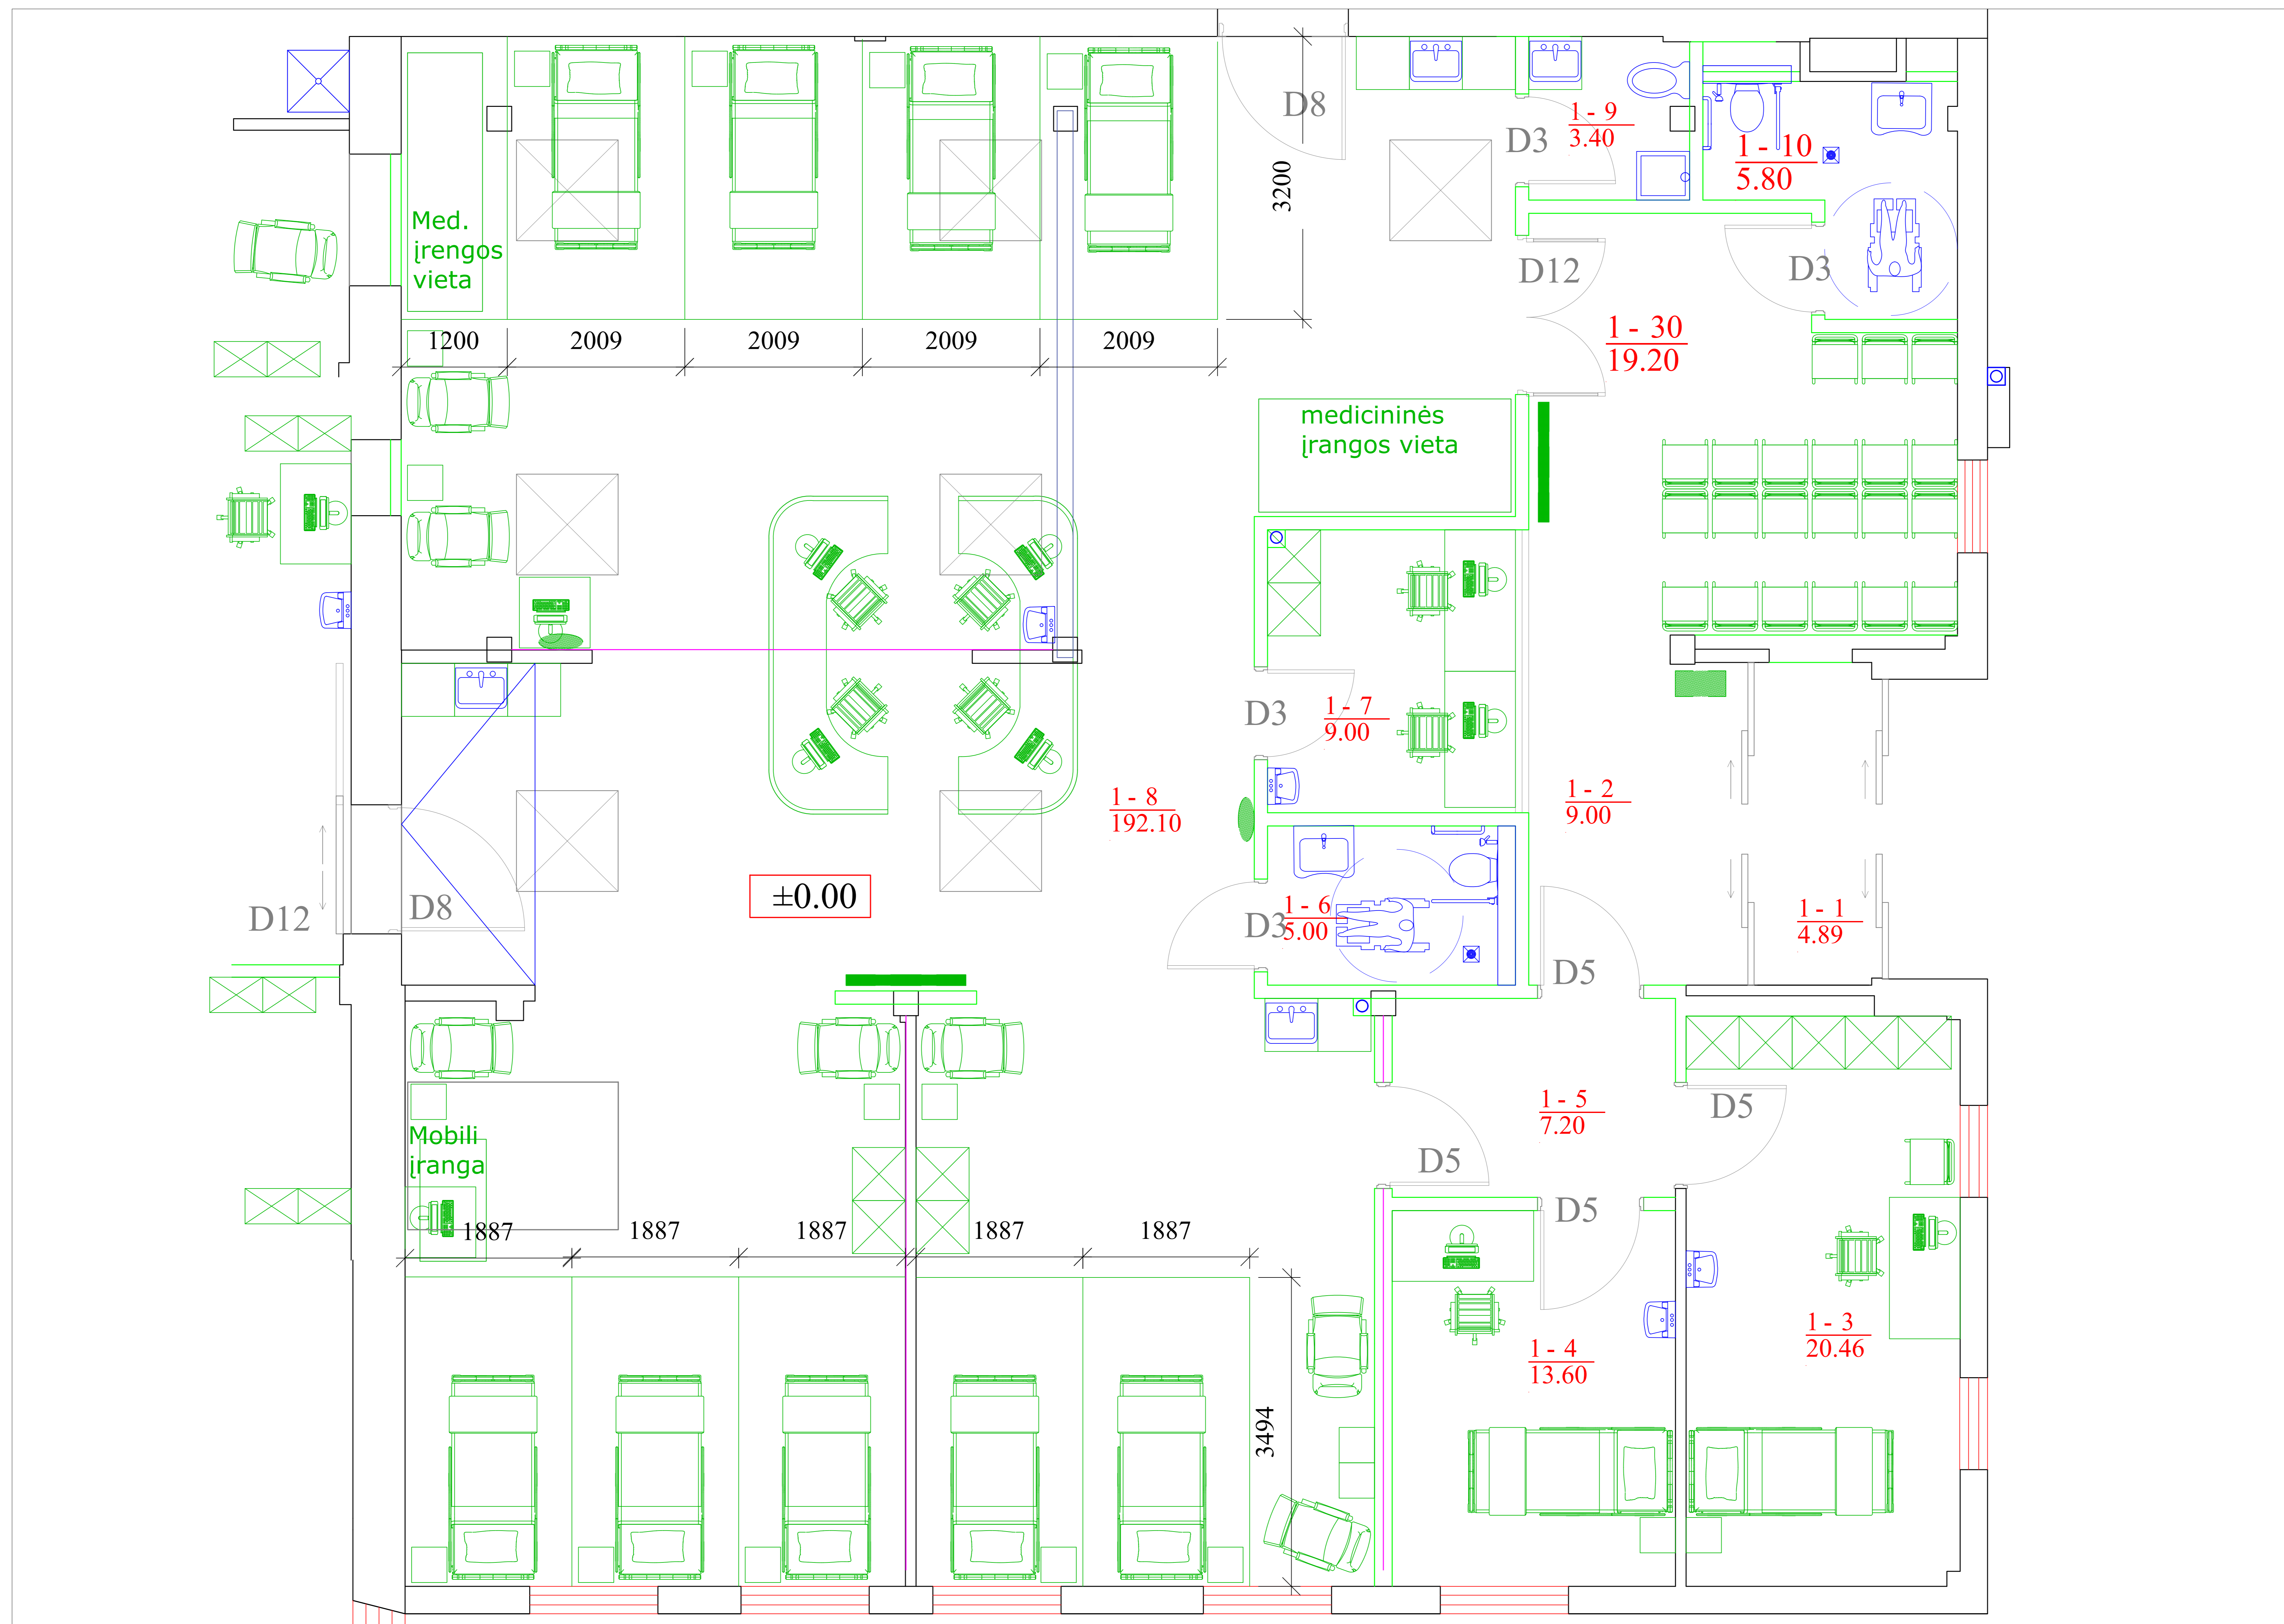 D8
D3
1 - 9
3.40
1 - 10
5.80
3200
Med.
įrengos
vieta
D12
D3
1 - 30
19.20
1200
2009
2009
2009
2009
medicininės
įrangos vieta
D3
1 - 7
9.00
1 - 8
192.10
1 - 2
9.00
±0.00
D12
D8
D3
1 - 6
5.00
1 - 1
4.89
D5
1 - 5
7.20
D5
Mobili
įranga
D5
D5
1887
1887
1887
1887
1887
1 - 3
20.46
1 - 4
13.60
3494